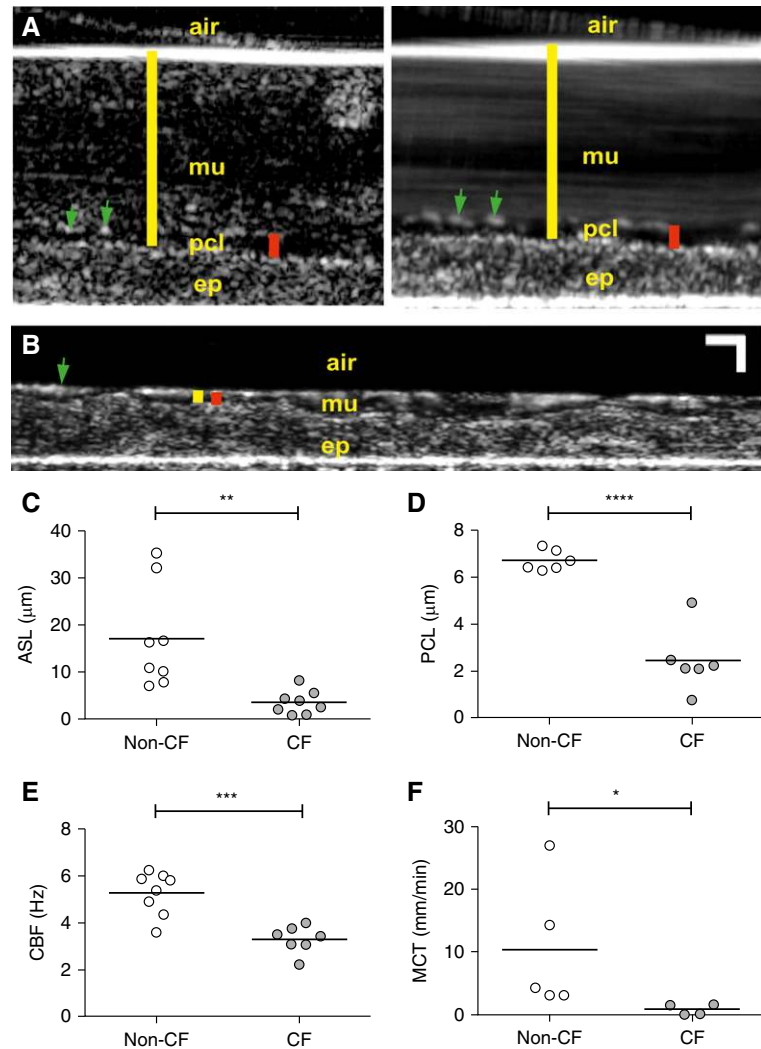 A
air
air
mu
mu
pcl
pcl
ep
ep
B
air
mu
ep
C
**
40
30
20
10
0
ASL (µm)
Non-CF
CF
D
****
8
6
4
2
0
PCL (µm)
Non-CF
CF
E
***
8
6
4
2
0
CBF (Hz)
Non-CF
CF
F
*
30
20
10
0
MCT (mm/min)
Non-CF
CF